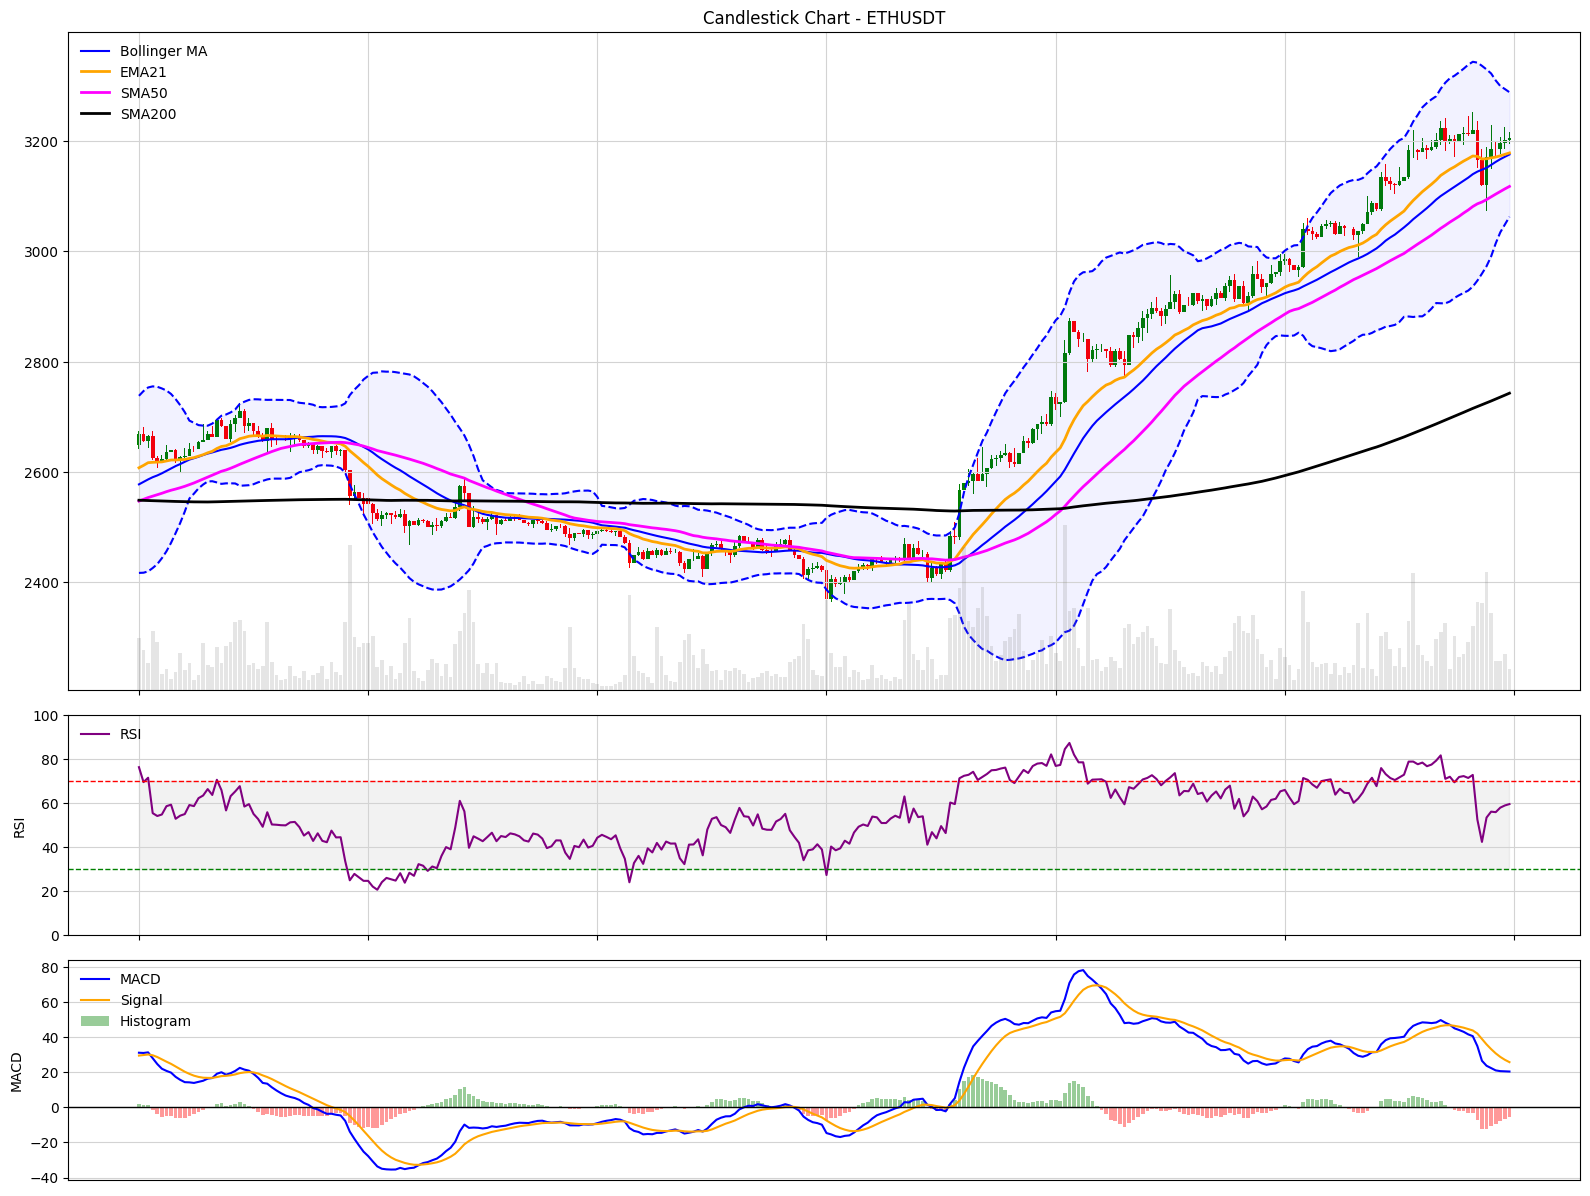 Candlestick Chart - ETHUSDT
Bollinger MA
EMA21
SMA50
SMA200
3200
3000
2800
2600
2400
RSI
100
80
60
40
20
0
RSI
MACD
Signal
Histogram
80
60
40
20
0
−20
−40
MACD